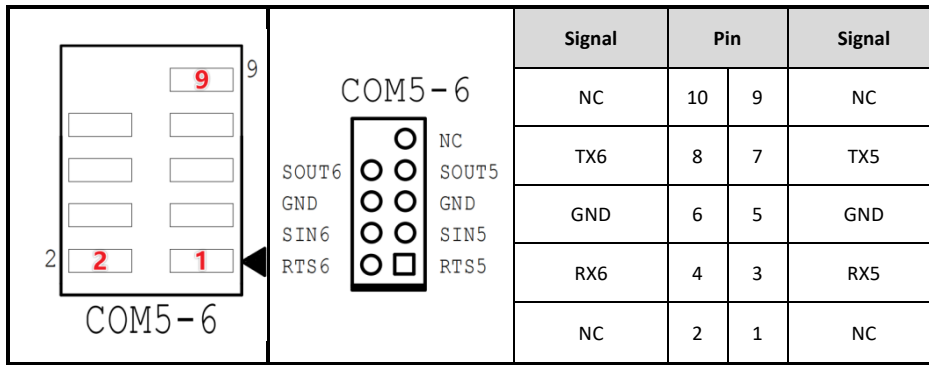 9
9
2
2
1
COM5-6
COM5-6
NC
SOUT6 SOUT5
GND GND
SIN6 SIN5
RTS6 RTS5
Signal Pin Signal
NC 10 9 NC
TX6 8 7 TX5
GND 6 5 GND
RX6 4 3 RX5
NC 2 1 NC